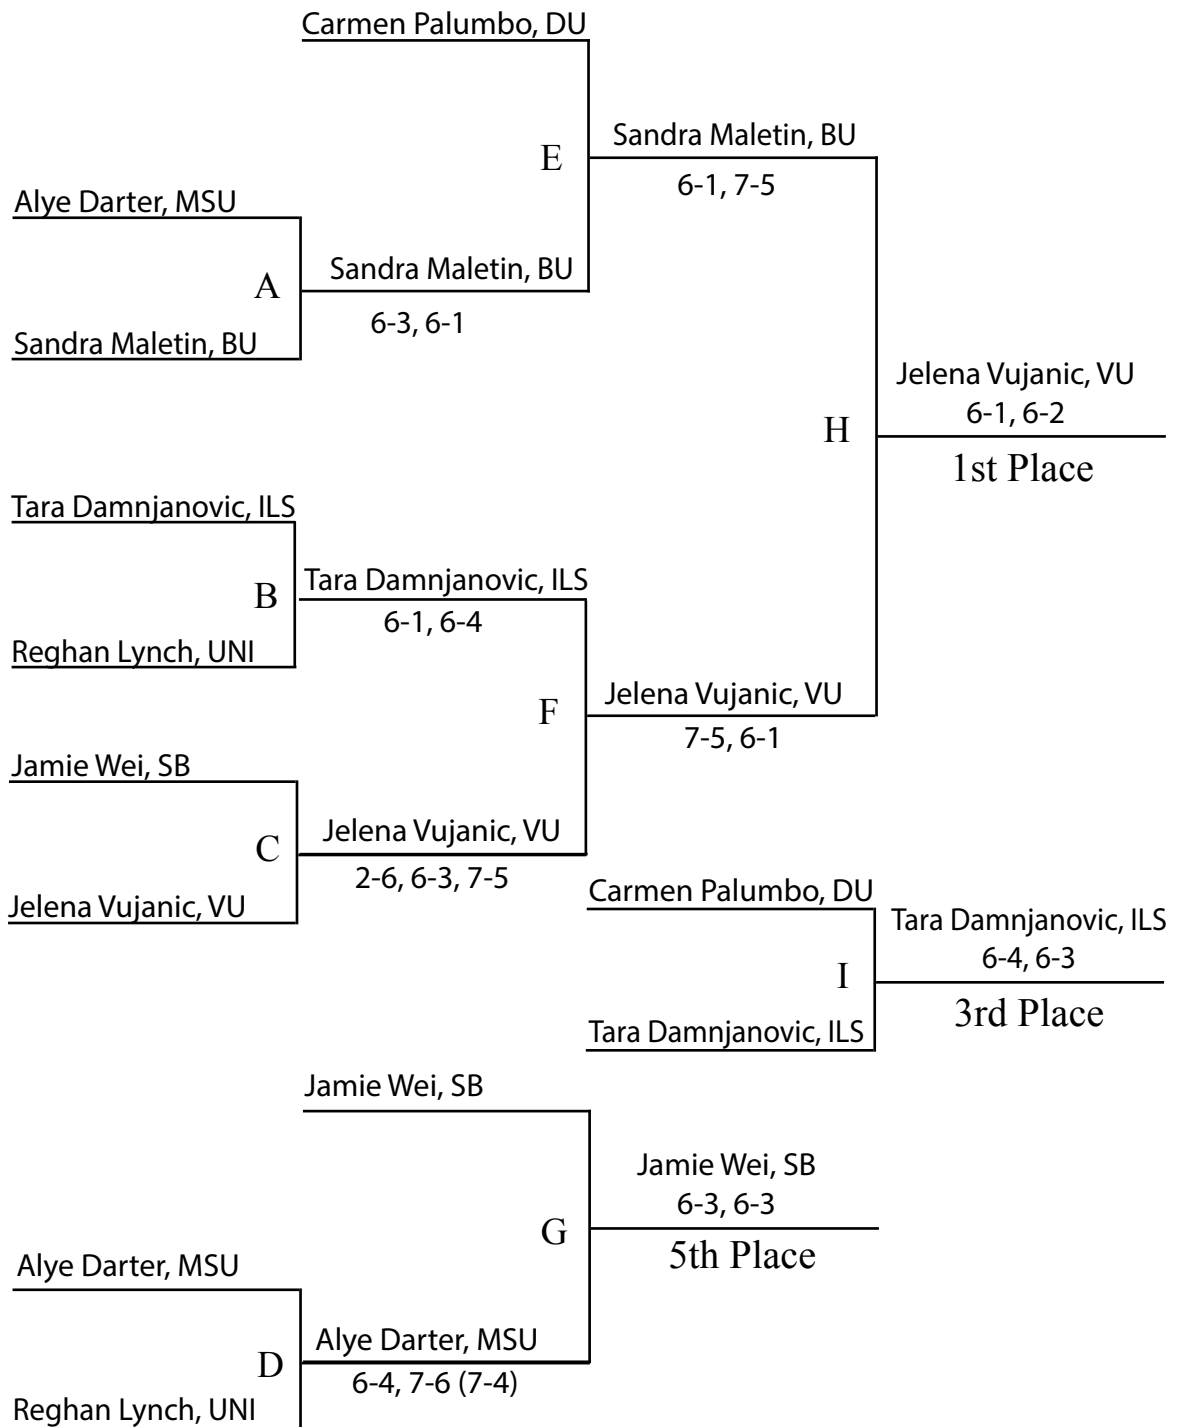 Carmen Palumbo, DU
Sandra Maletin, BU
E
6-1, 7-5
Alye Darter, MSU
Sandra Maletin, BU
A
6-3, 6-1
Sandra Maletin, BU
Jelena Vujanic, VU
6-1, 6-2
H
1st Place
Tara Damnjanovic, ILS
Tara Damnjanovic, ILS
B
6-1, 6-4
Reghan Lynch, UNI
Jelena Vujanic, VU
F
7-5, 6-1
Jamie Wei, SB
Jelena Vujanic, VU
C
2-6, 6-3, 7-5
Jelena Vujanic, VU
Carmen Palumbo, DU
Tara Damnjanovic, ILS
6-4, 6-3
I
3rd Place
Tara Damnjanovic, ILS
Jamie Wei, SB
Jamie Wei, SB
6-3, 6-3
G
5th Place
Alye Darter, MSU
Alye Darter, MSU
D
6-4, 7-6 (7-4)
Reghan Lynch, UNI